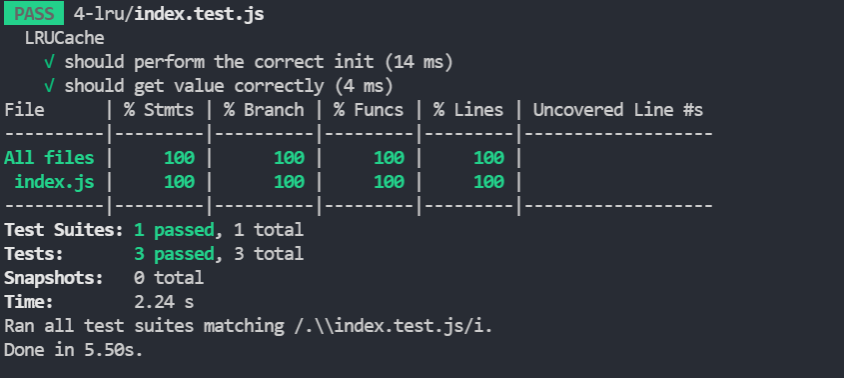 PASS 4-lru/index.test.js
  LRUCache
    √ should perform the correct init (14 ms)
    √ should get value correctly (4 ms)
File      | % Stmts | % Branch | % Funcs | % Lines | Uncovered Line #s
----------|---------|----------|---------|---------|-------------------
All files |     100 |      100 |     100 |     100 |
 index.js |     100 |      100 |     100 |     100 |
----------|---------|----------|---------|---------|-------------------
Test Suites: 1 passed, 1 total
Tests:       3 passed, 3 total
Snapshots:   0 total
Time:        2.24 s
Ran all test suites matching /.\\index.test.js/i.
Done in 5.50s.